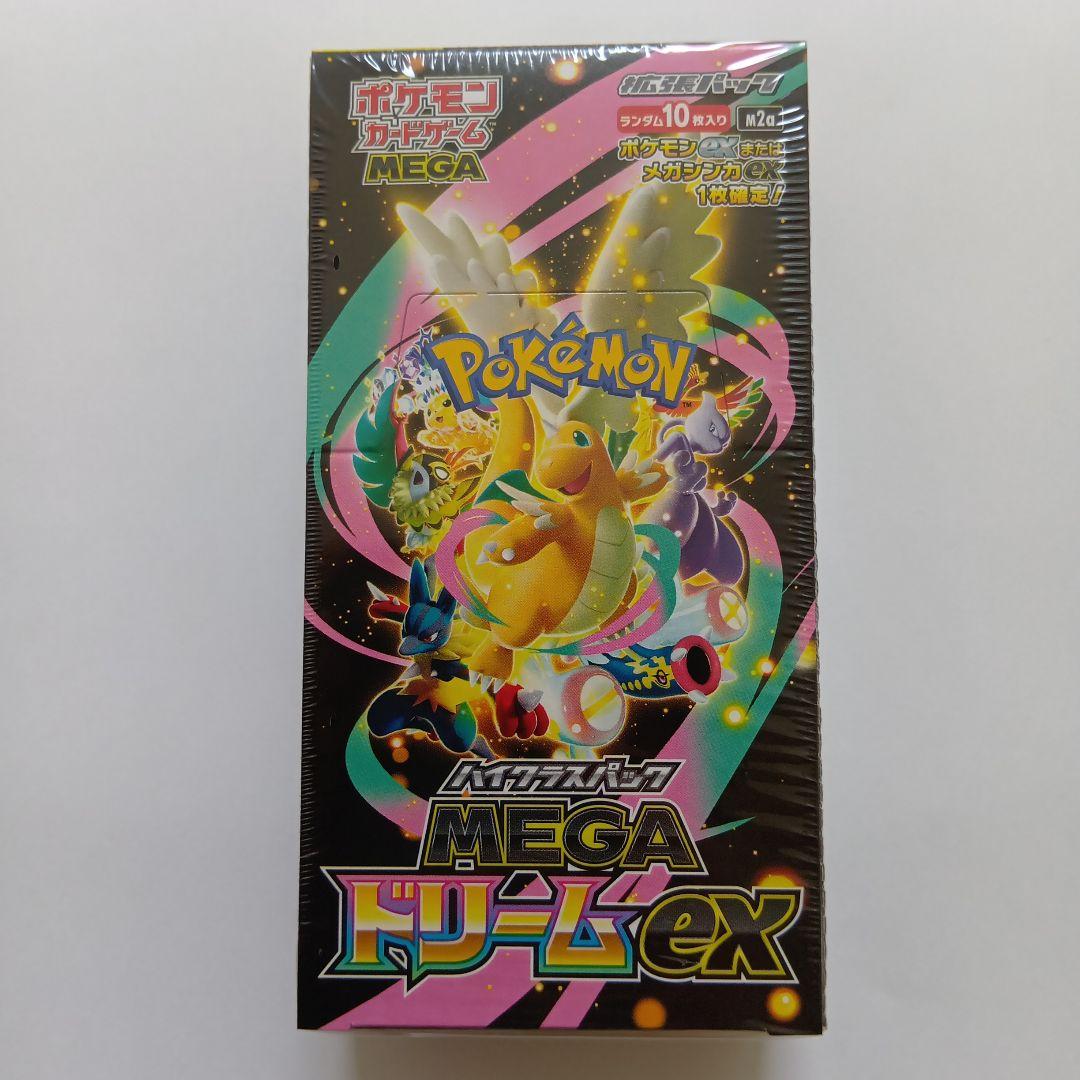 ポケモン
カードゲーム™
MEGA
拡張パック
ランダム10枚入り M2a
ポケモンexまたは
メガシンカex
1枚確定!
POKÉMON™
ハイクラスパック
MEGA
ドリームex